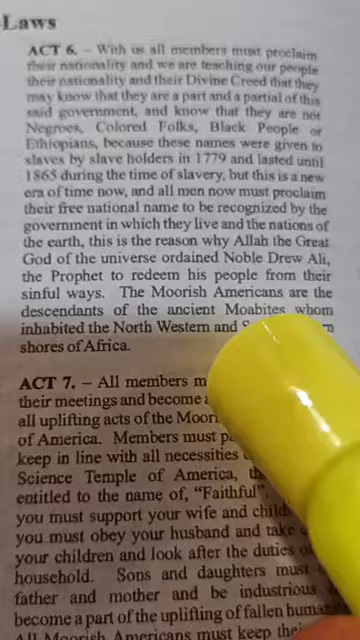 Laws
ACT 6. – With us all members must proclaim
their nationality and we are teaching our people
their nationality and their Divine Creed that they
may know that they are a part and a partial of this
said government, and know that they are not
Negroes, Colored Folks, Black People or
Ethiopians, because these names were given to
slaves by slave holders in 1779 and lasted until
1865 during the time of slavery, but this is a new
era of time now, and all men now must proclaim
their free national name to be recognized by the
government in which they live and the nations of
the earth, this is the reason why Allah the Great
God of the universe ordained Noble Drew Ali,
the Prophet to redeem his people from their
sinful ways. The Moorish Americans are the
descendants of the ancient Moabites whom
inhabited the North Western and
shores of Africa.
ACT 7. – All members
their meetings and become
all uplifting acts of the
of America. Members must
keep in line with all necessities
Science Temple of America,
entitled to the name of, “Faithful”.
you must support your wife and
you must obey your husband and take
your children and look after the duties
household. Sons and daughters must
father and mother and be industrious
become a part of the uplifting of fallen
All Moorish Americans must keep